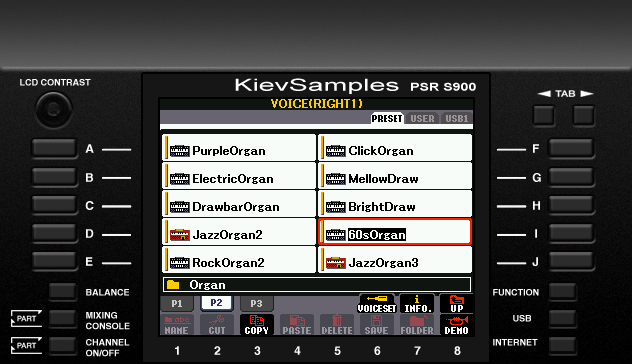 LCD CONTRAST
KievSamples PSR S900
TAB
VOICE(RIGHT1)
PRESET USER USB1
A PurpleOrgan ClickOrgan F
B ElectricOrgan MellowDraw G
C DrawbarOrgan BrightDraw H
D JazzOrgan2 60sOrgan I
E RockOrgan2 JazzOrgan3 J
Organ
BALANCE P1 P2 P3 VOICESET INFO. UP FUNCTION
PART MIXING CONSOLE NAME CUT COPY PASTE DELETE SAVE FOLDER DEMO USB
PART CHANNEL ON/OFF INTERNET
1 2 3 4 5 6 7 8